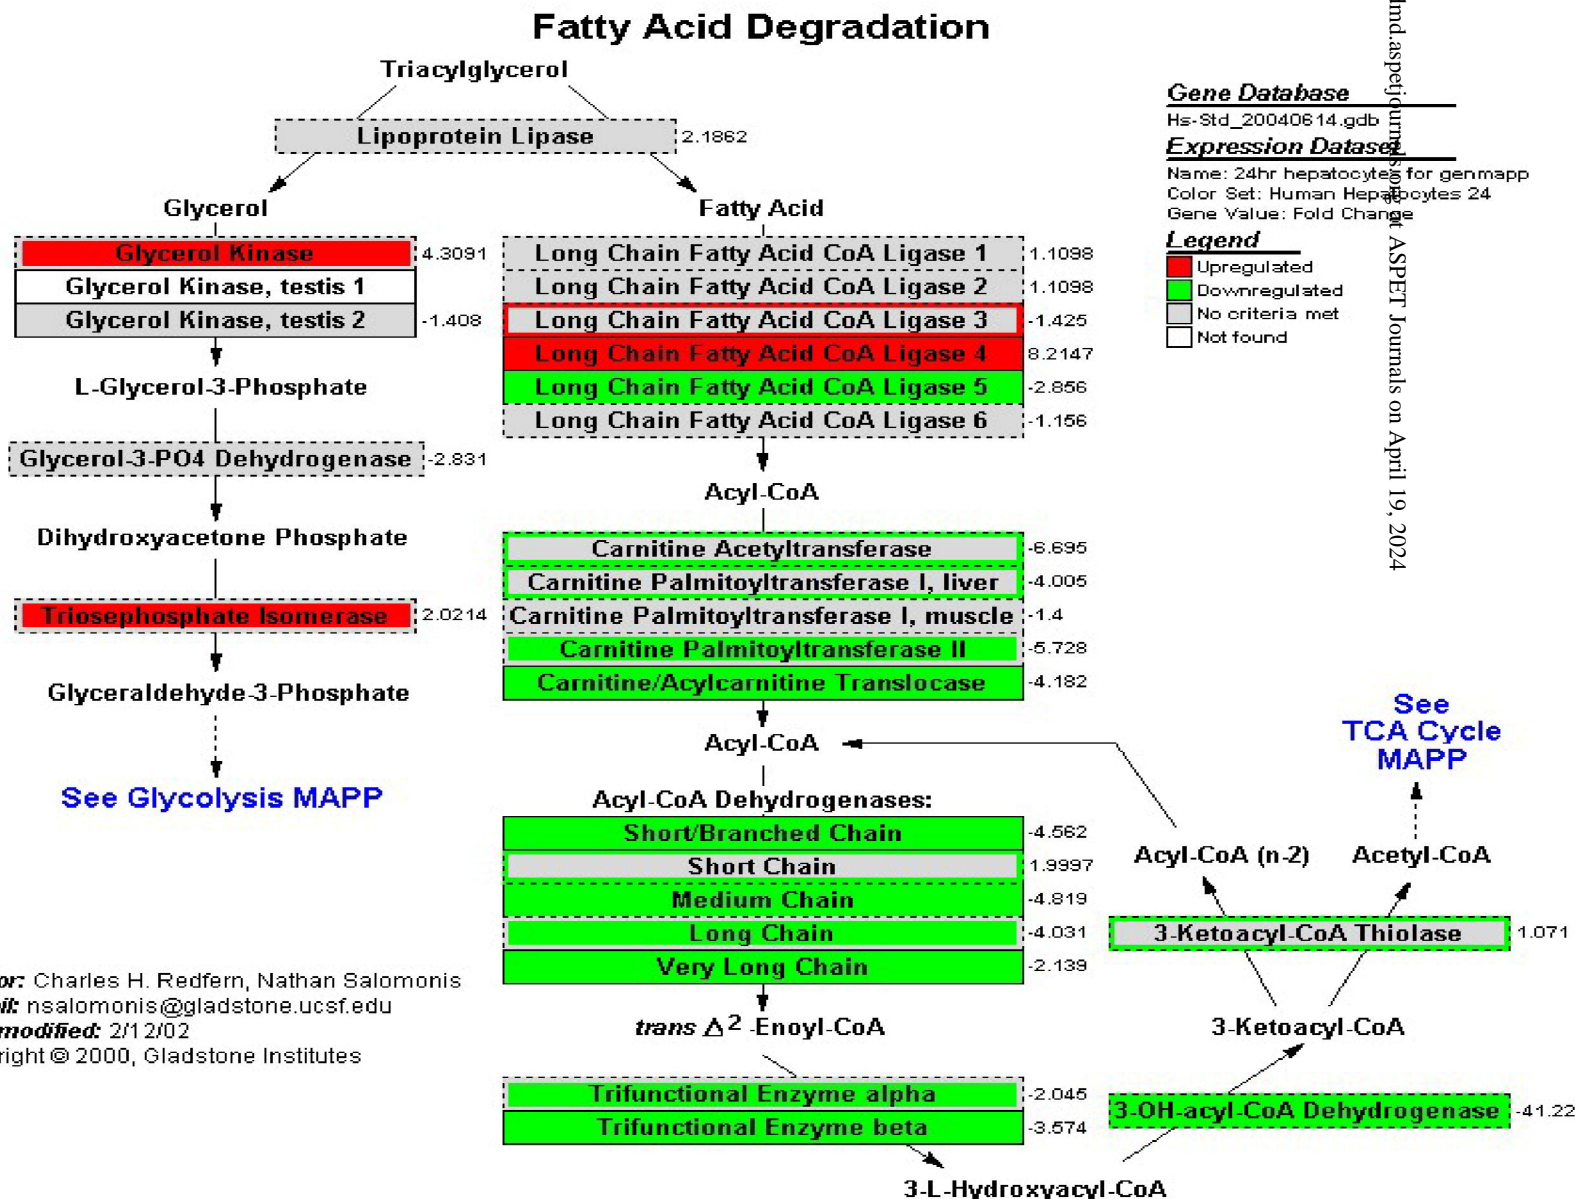 Fatty Acid Degradation
Triacylglycerol
Lipoprotein Lipase 2.1862
Glycerol
Glycerol Kinase 4.3091
Glycerol Kinase, testis 1
Glycerol Kinase, testis 2 -1.408
L-Glycerol-3-Phosphate
Glycerol-3-PO4 Dehydrogenase -2.831
Dihydroxyacetone Phosphate
Triosephosphate Isomerase 2.0214
Glyceraldehyde-3-Phosphate
See Glycolysis MAPP
Fatty Acid
Long Chain Fatty Acid CoA Ligase 1 1.1098
Long Chain Fatty Acid CoA Ligase 2 1.1098
Long Chain Fatty Acid CoA Ligase 3 -1.425
Long Chain Fatty Acid CoA Ligase 4 8.2147
Long Chain Fatty Acid CoA Ligase 5 -2.856
Long Chain Fatty Acid CoA Ligase 6 -1.156
Acyl-CoA
Carnitine Acetyltransferase -6.695
Carnitine Palmitoyltransferase I, liver -4.005
Carnitine Palmitoyltransferase I, muscle -1.4
Carnitine Palmitoyltransferase II -5.728
Carnitine/Acylcarnitine Translocase -4.182
Acyl-CoA
Acyl-CoA Dehydrogenases:
Short/Branched Chain -4.562
Short Chain 1.9997
Medium Chain -4.819
Long Chain -4.031
Very Long Chain -2.139
trans Δ2 -Enoyl-CoA
Trifunctional Enzyme alpha -2.045
Trifunctional Enzyme beta -3.574
3-L-Hydroxyacyl-CoA
3-OH-acyl-CoA Dehydrogenase -41.22
3-Ketoacyl-CoA
3-Ketoacyl-CoA Thiolase 1.071
Acyl-CoA (n-2)
Acetyl-CoA
See
TCA Cycle
MAPP
Gene Database
Hs-Std_20040614.gdb
Expression Dataset
Name: 24hr hepatocytes for genmapp
Color Set: Human Hepatocytes 24
Gene Value: Fold Change
Legend
Upregulated
Downregulated
No criteria met
Not found
or: Charles H. Redfern, Nathan Salomonis
il: nsalomonis@gladstone.ucsf.edu
modified: 2/12/02
right © 2000, Gladstone Institutes
lmd.aspetjournals.org at ASPET Journals on April 19, 2024